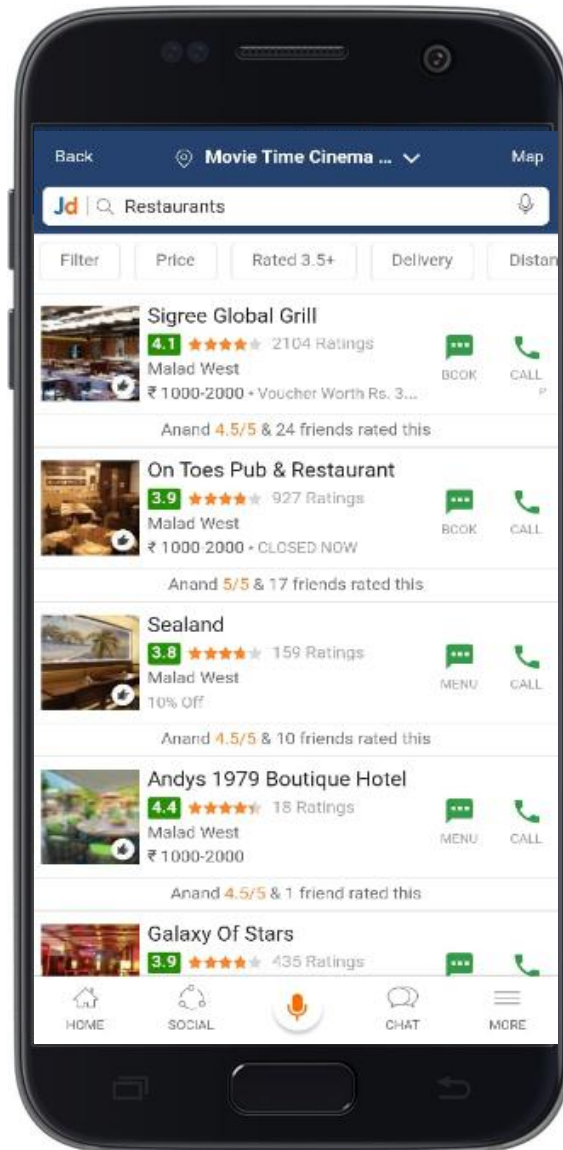 Back Movie Time Cinema ... Map
Jd Restaurants
Filter Price Rated 3.5+ Delivery Distan
Sigree Global Grill
4.1 2104 Ratings
Malad West
₹ 1000-2000 • Voucher Worth Rs. 3...
BOOK CALL
P
Anand 4.5/5 & 24 friends rated this
On Toes Pub & Restaurant
3.9 927 Ratings
Malad West
₹ 1000-2000 • CLOSED NOW
BOOK CALL
Anand 5/5 & 17 friends rated this
Sealand
3.8 159 Ratings
Malad West
10% Off
MENU CALL
Anand 4.5/5 & 10 friends rated this
Andys 1979 Boutique Hotel
4.4 18 Ratings
Malad West
₹ 1000-2000
MENU CALL
Anand 4.5/5 & 1 friend rated this
Galaxy Of Stars
3.9 435 Ratings
HOME SOCIAL CHAT MORE